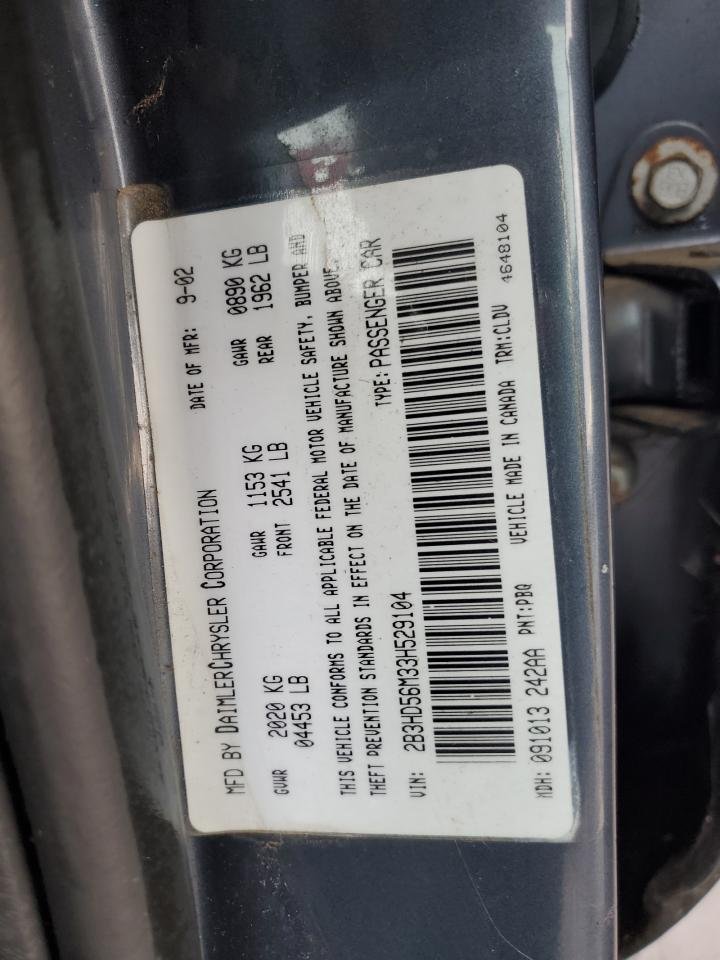 MFD BY DAIMLERCHRYSLER CORPORATION DATE OF MFR: 9-02
GVWR 2020 KG GAWR 1153 KG GAWR 0890 KG
04453 LB FRONT 2541 LB REAR 1962 LB
THIS VEHICLE CONFORMS TO ALL APPLICABLE FEDERAL MOTOR VEHICLE SAFETY, BUMPER AND
THEFT PREVENTION STANDARDS IN EFFECT ON THE DATE OF MANUFACTURE SHOWN ABOVE.
VIN: 2B3HD56M33H529104 TYPE: PASSENGER CAR
MDH: 091013 242AA PNT:PBQ VEHICLE MADE IN CANADA TRM:CLDV 4648104